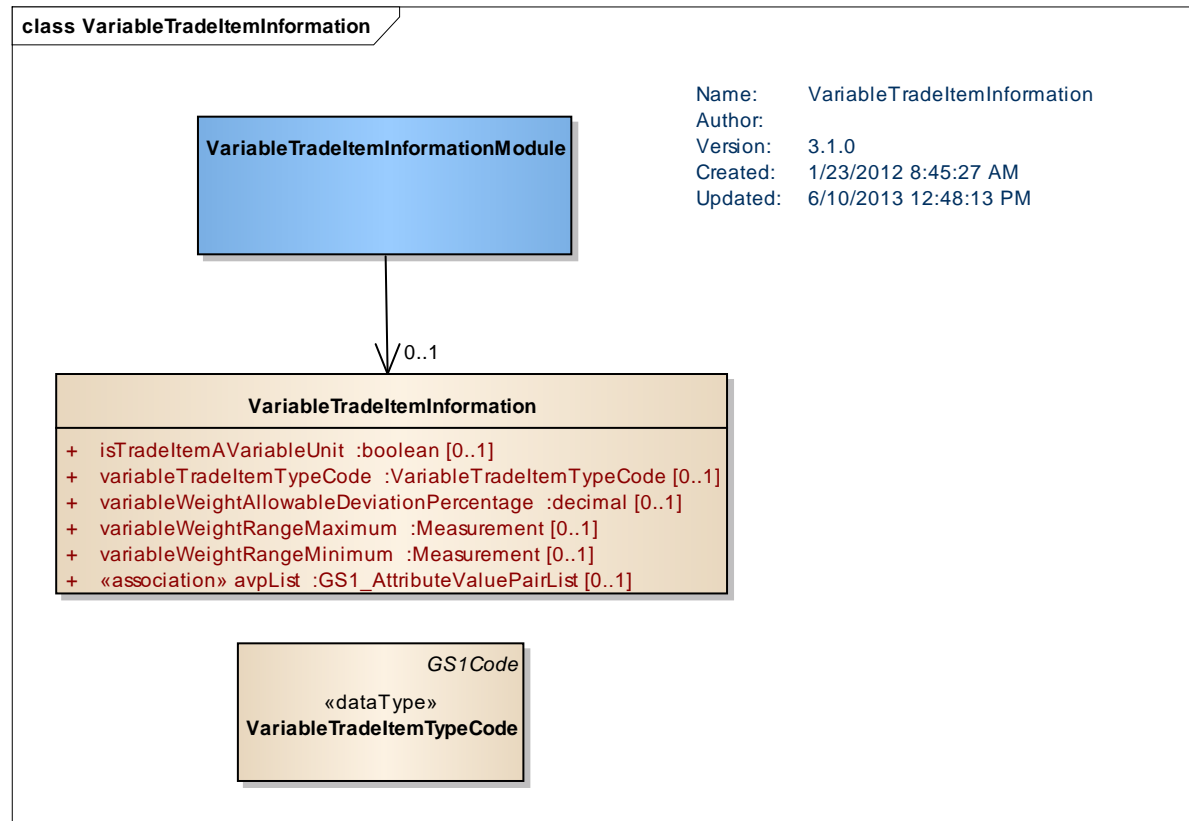 class VariableTradeItemInformation
Name: VariableTradeItemInformation
Author:
Version: 3.1.0
Created: 1/23/2012 8:45:27 AM
Updated: 6/10/2013 12:48:13 PM
VariableTradeItemInformationModule
0..1
VariableTradeItemInformation
+ isTradeItemAVariableUnit :boolean [0..1]
+ variableTradeItemTypeCode :VariableTradeItemTypeCode [0..1]
+ variableWeightAllowableDeviationPercentage :decimal [0..1]
+ variableWeightRangeMaximum :Measurement [0..1]
+ variableWeightRangeMinimum :Measurement [0..1]
+ «association» avpList :GS1_AttributeValuePairList [0..1]
GS1Code
«dataType»
VariableTradeItemTypeCode